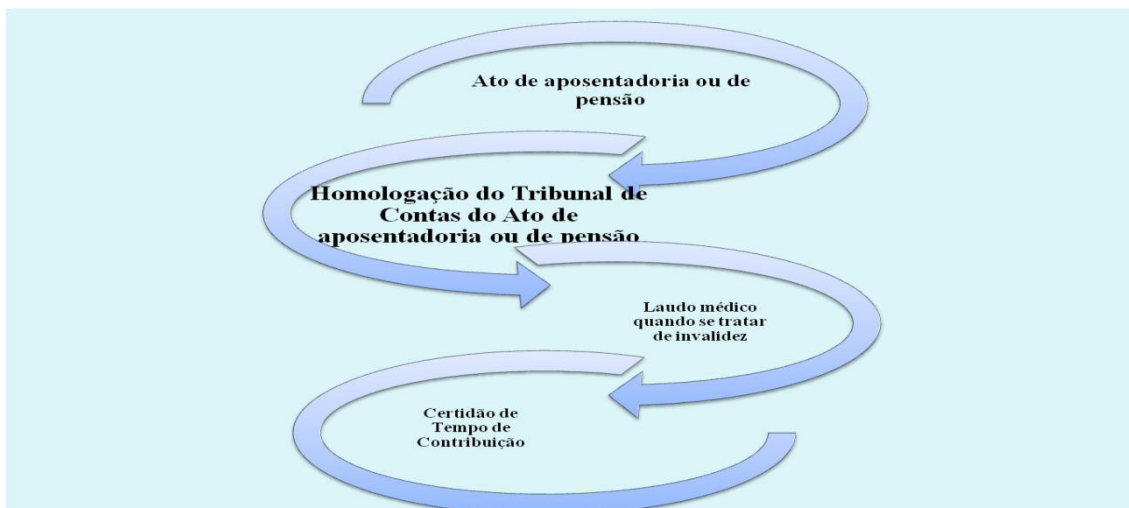 Ato de aposentadoria ou de
pensão
Homologação do Tribunal de
Contas do Ato de
aposentadoria ou de pensão
Laudo médico
quando se tratar
de invalidez
Certidão de
Tempo de
Contribuição